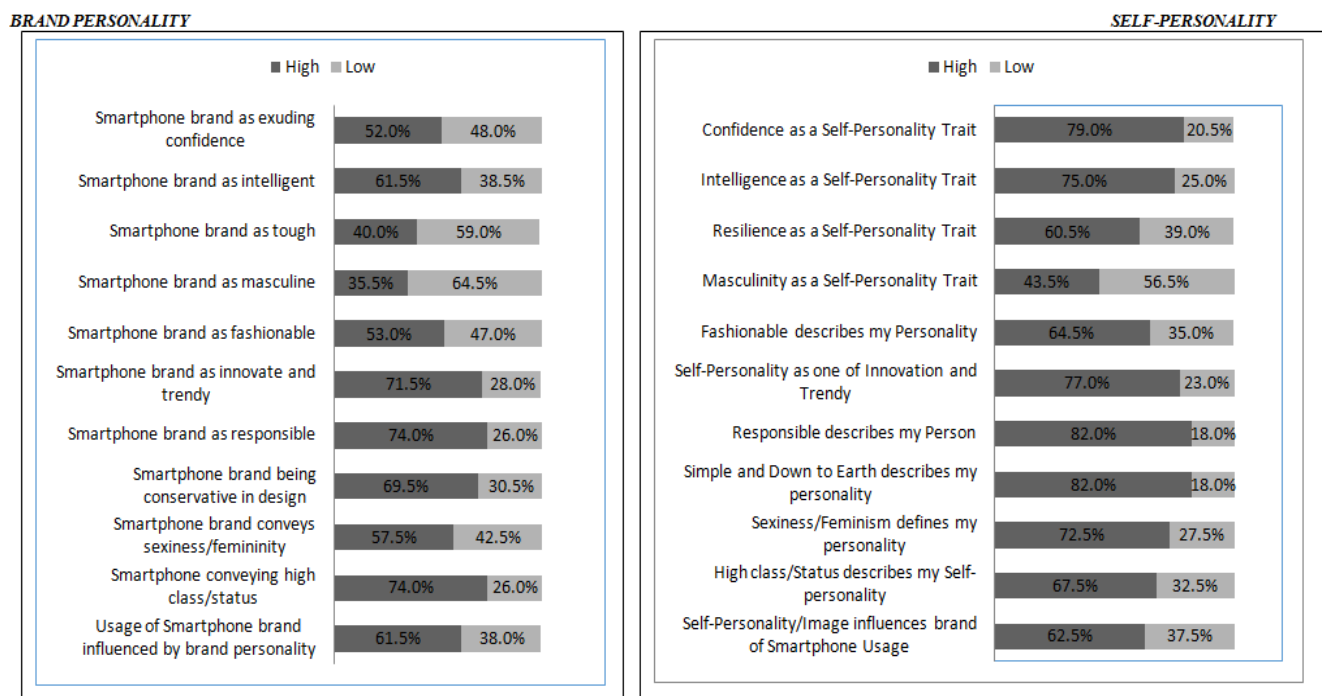 BRAND PERSONALITY
SELF-PERSONALITY
High Low
Smartphone brand as exuding
confidence
52.0% 48.0%
Smartphone brand as intelligent
61.5% 38.5%
Smartphone brand as tough
40.0% 59.0%
Smartphone brand as masculine
35.5% 64.5%
Smartphone brand as fashionable
53.0% 47.0%
Smartphone brand as innovate and
trendy
71.5% 28.0%
Smartphone brand as responsible
74.0% 26.0%
Smartphone brand being
conservative in design
69.5% 30.5%
Smartphone brand conveys
sexiness/femininity
57.5% 42.5%
Smartphone conveying high
class/status
74.0% 26.0%
Usage of Smartphone brand
influenced by brand personality
61.5% 38.0%
High Low
Confidence as a Self-Personality Trait
79.0% 20.5%
Intelligence as a Self-Personality Trait
75.0% 25.0%
Resilience as a Self-Personality Trait
60.5% 39.0%
Masculinity as a Self-Personality Trait
43.5% 56.5%
Fashionable describes my Personality
64.5% 35.0%
Self-Personality as one of Innovation and
Trendy
77.0% 23.0%
Responsible describes my Person
82.0% 18.0%
Simple and Down to Earth describes my
personality
82.0% 18.0%
Sexiness/Feminism defines my
personality
72.5% 27.5%
High class/Status describes my Self-
personality
67.5% 32.5%
Self-Personality/Image influences brand
of Smartphone Usage
62.5% 37.5%